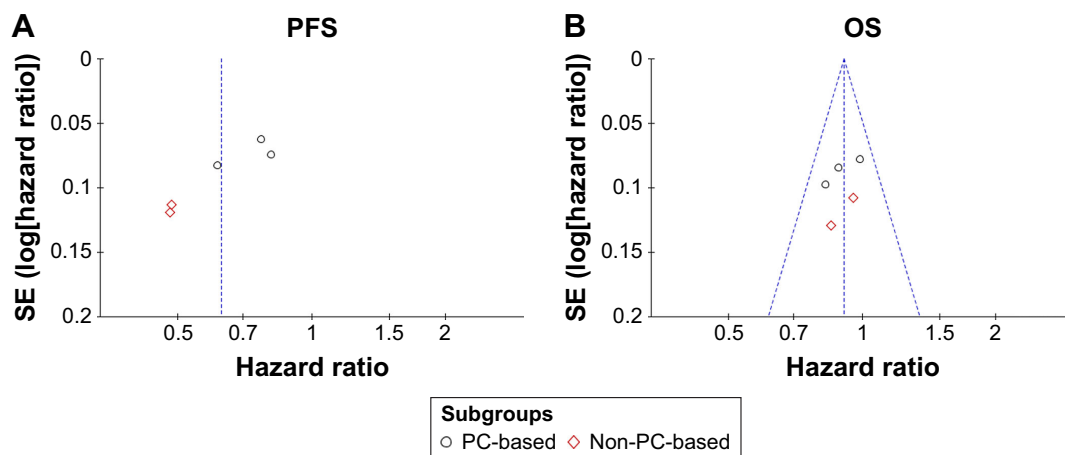 A
PFS
SE (log[hazard ratio])
0
0.05
0.1
0.15
0.2
0.5
0.7
1
1.5
2
Hazard ratio
B
OS
SE (log[hazard ratio])
0
0.05
0.1
0.15
0.2
0.5
0.7
1
1.5
2
Hazard ratio
Subgroups
PC-based
Non-PC-based